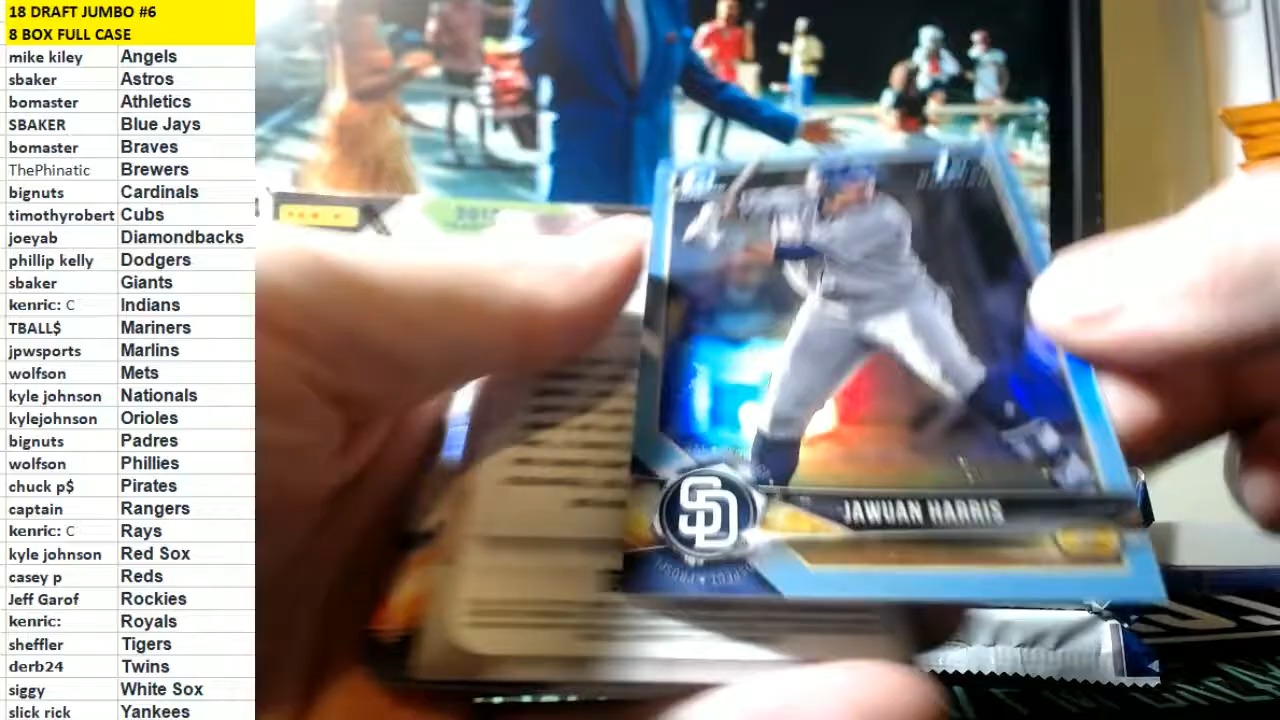 18 DRAFT JUMBO #6
8 BOX FULL CASE
mike kiley Angels
sbaker Astros
bomaster Athletics
SBAKER Blue Jays
bomaster Braves
ThePhinatic Brewers
bignuts Cardinals
timothyrobert Cubs
joeyab Diamondbacks
phillip kelly Dodgers
sbaker Giants
kenric: C Indians
TBALL$ Mariners
jpwsports Marlins
wolfson Mets
kyle johnson Nationals
kylejohnson Orioles
bignuts Padres
wolfson Phillies
chuck p$ Pirates
captain Rangers
kenric: C Rays
kyle johnson Red Sox
casey p Reds
Jeff Garof Rockies
kenric: Royals
sheffler Tigers
derb24 Twins
siggy White Sox
slick rick Yankees
SD
JAWUAN HARRIS